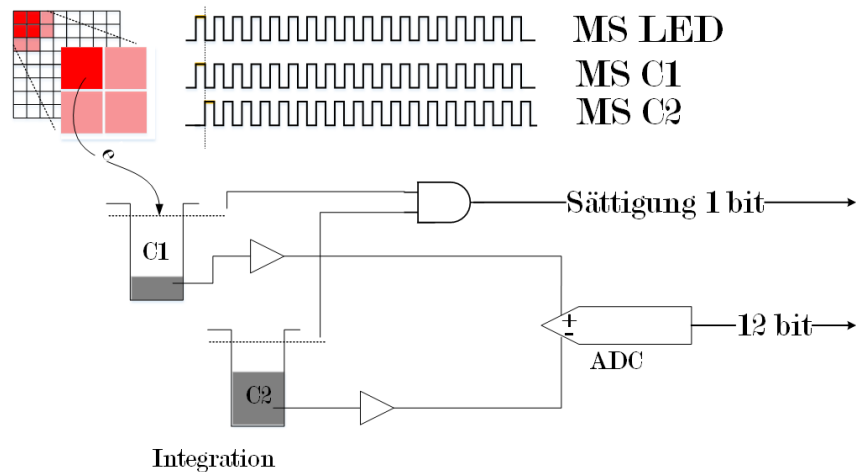 MS LED
MS C1
MS C2
e
Sättigung 1 bit
C1
+
-
12 bit
ADC
C2
Integration